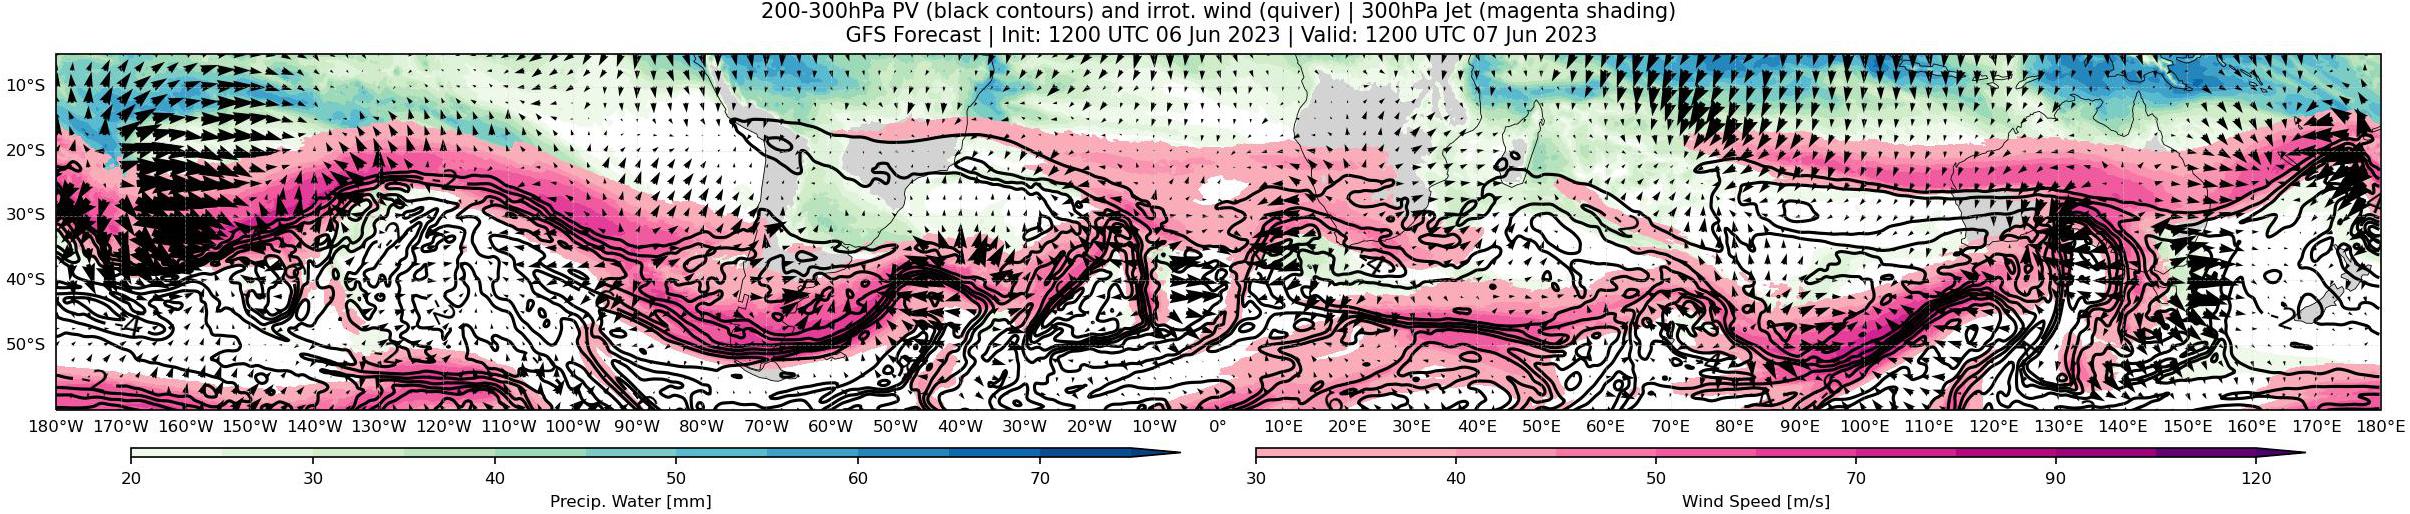 200-300hPa PV (black contours) and irrot. wind (quiver) | 300hPa Jet (magenta shading)
GFS Forecast | Init: 1200 UTC 06 Jun 2023 | Valid: 1200 UTC 07 Jun 2023
10°S
20°S
30°S
40°S
50°S
180°W 170°W 160°W 150°W 140°W 130°W 120°W 110°W 100°W 90°W 80°W 70°W 60°W 50°W 40°W 30°W 20°W 10°W 0° 10°E 20°E 30°E 40°E 50°E 60°E 70°E 80°E 90°E 100°E 110°E 120°E 130°E 140°E 150°E 160°E 170°E 180°E
20 30 40 50 60 70
Precip. Water [mm]
30 40 50 70 90 120
Wind Speed [m/s]